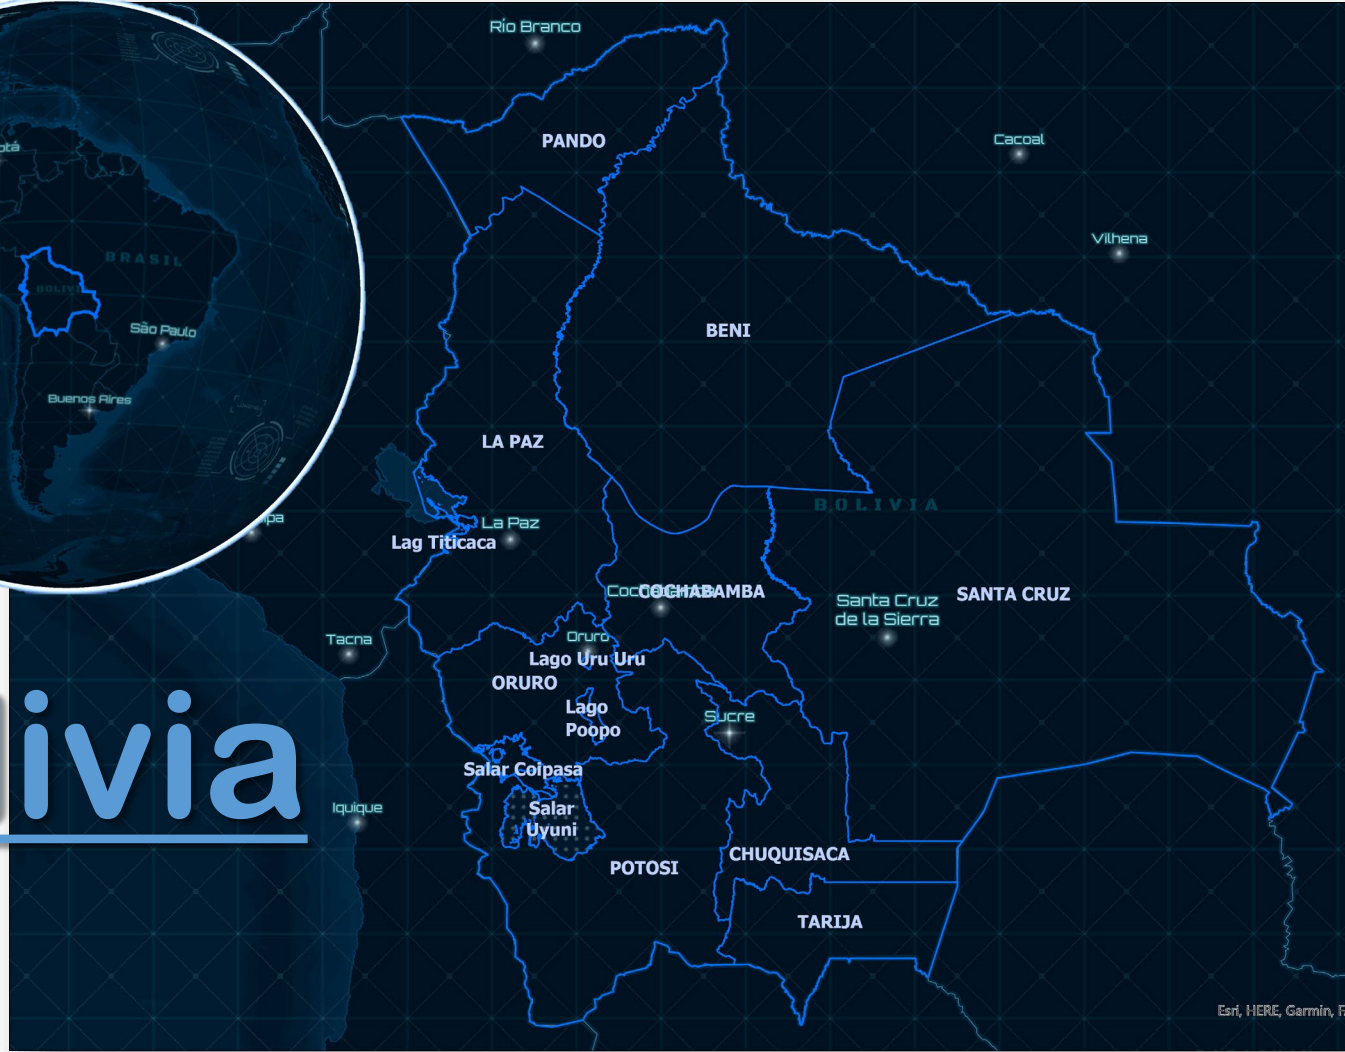 Río Branco
PANDO
Cacoal
Vilhena
BRASIL
BENI
São Paulo
Buenos Aires
LA PAZ
BOLIVIA
La Paz
Lag Titicaca
COCHABAMBA
SANTA CRUZ
Santa Cruz
de la Sierra
Tacna
Oruro
Lago Uru Uru
ORURO
Lago
Poopo
Sucre
ivia
Salar Coipasa
Iquique
Salar
Uyuni
CHUQUISACA
POTOSI
TARIJA
Esri, HERE, Garmin,